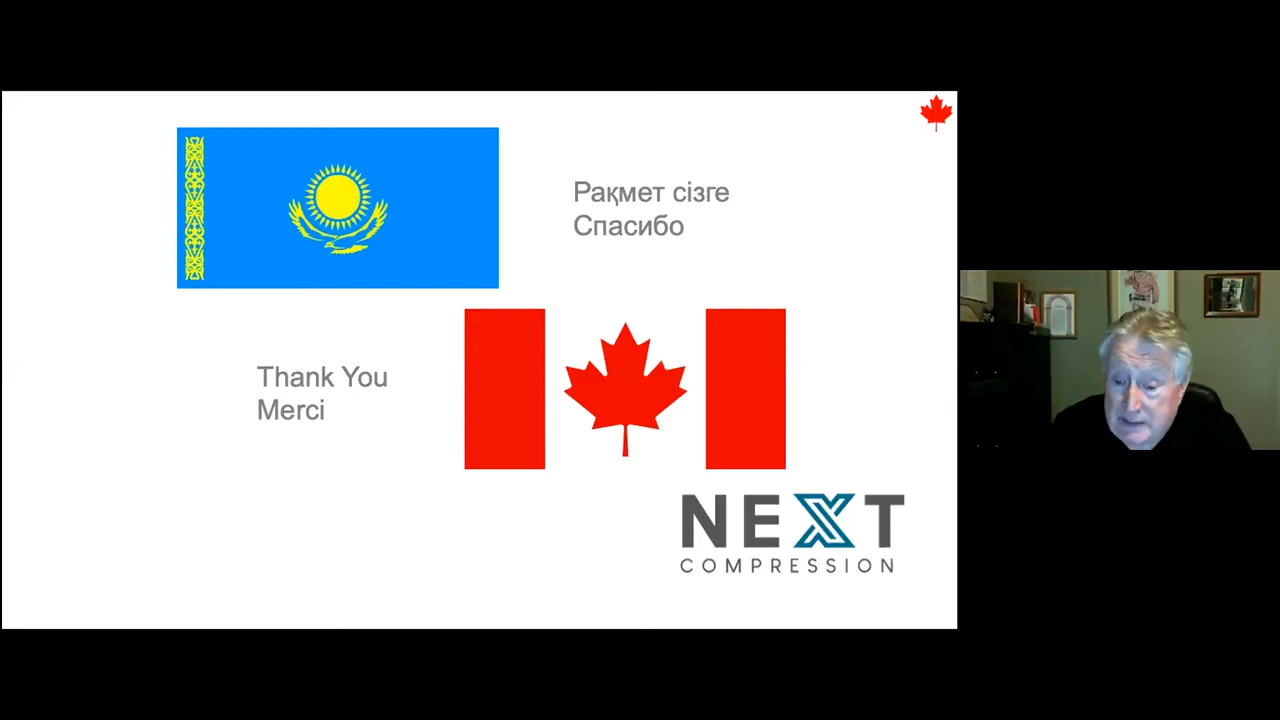 Рақмет сізге
Спасибо
Thank You
Merci
NEXT
COMPRESSION